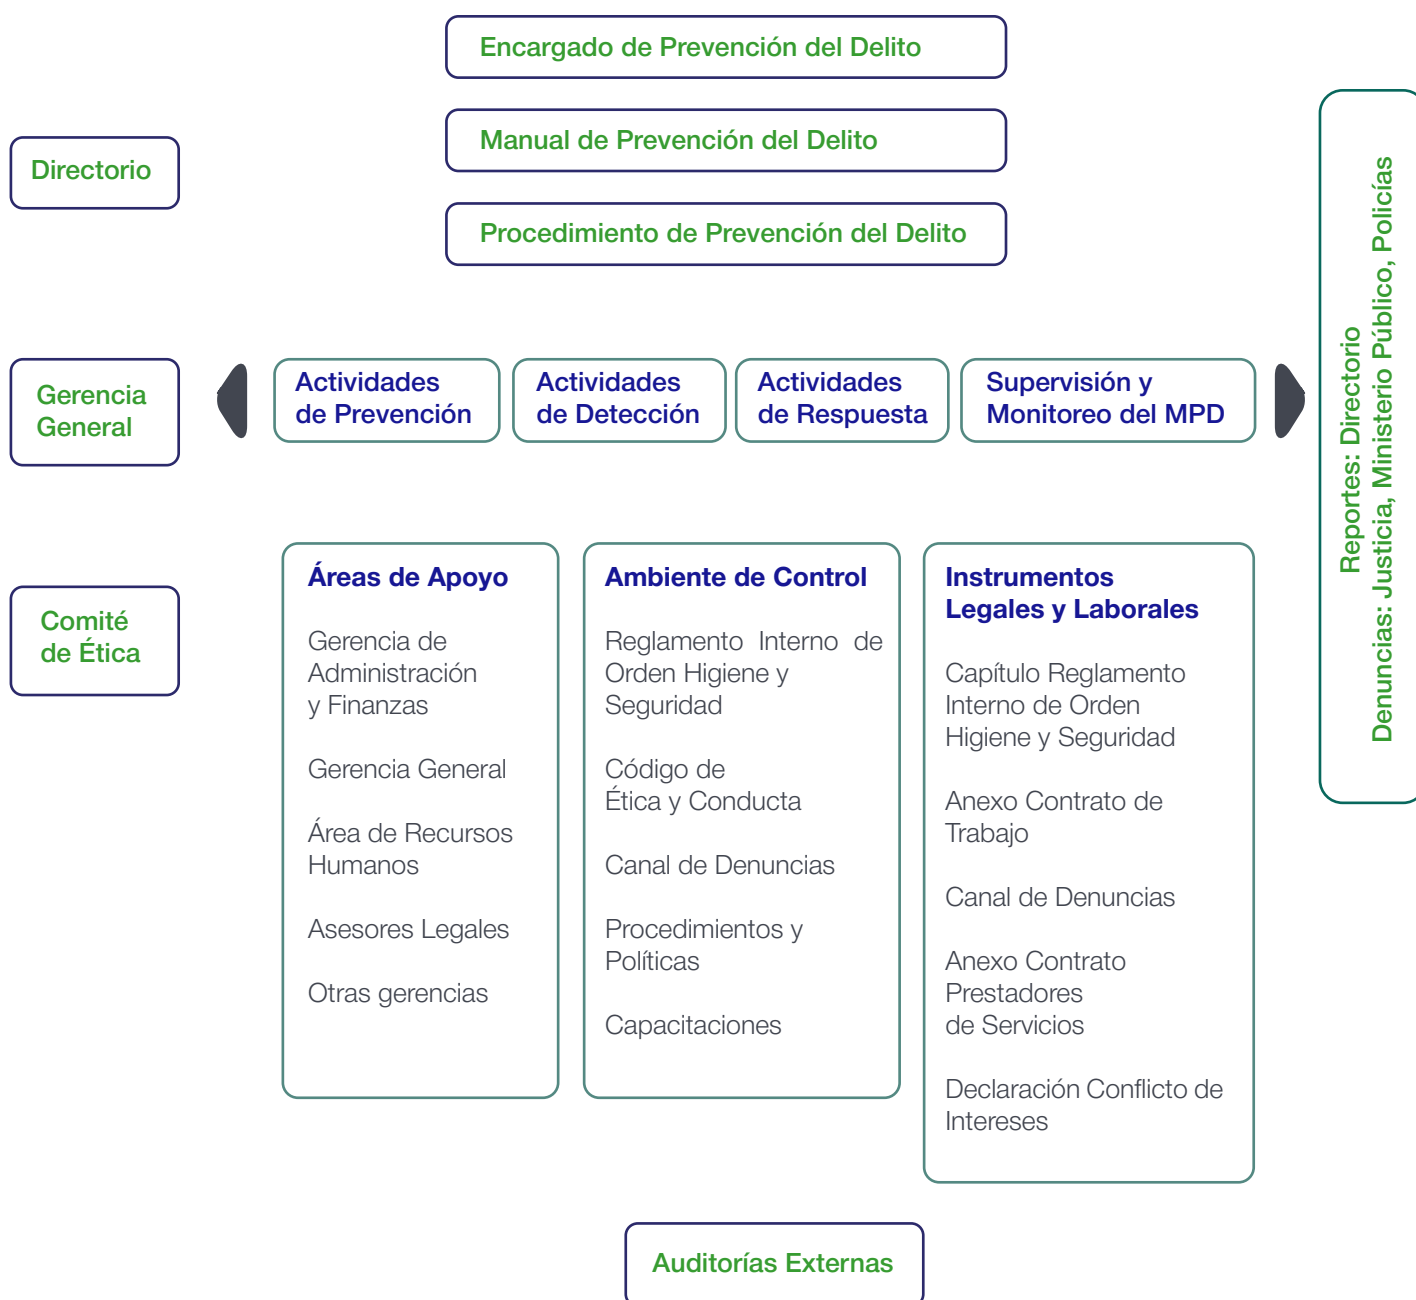 Encargado de Prevención del Delito
Manual de Prevención del Delito
Directorio
Procedimiento de Prevención del Delito
Gerencia
General
Actividades
de Prevención
Actividades
de Detección
Actividades
de Respuesta
Supervisión y
Monitoreo del MPD
Reportes: Directorio
Denuncias: Justicia, Ministerio Público, Policías
Comité
de Ética
Áreas de Apoyo
Gerencia de
Administración
y Finanzas
Gerencia General
Área de Recursos
Humanos
Asesores Legales
Otras gerencias
Ambiente de Control
Reglamento Interno de
Orden Higiene y
Seguridad
Código de
Ética y Conducta
Canal de Denuncias
Procedimientos y
Políticas
Capacitaciones
Instrumentos
Legales y Laborales
Capítulo Reglamento
Interno de Orden
Higiene y Seguridad
Anexo Contrato de
Trabajo
Canal de Denuncias
Anexo Contrato
Prestadores
de Servicios
Declaración Conflicto de
Intereses
Auditorías Externas